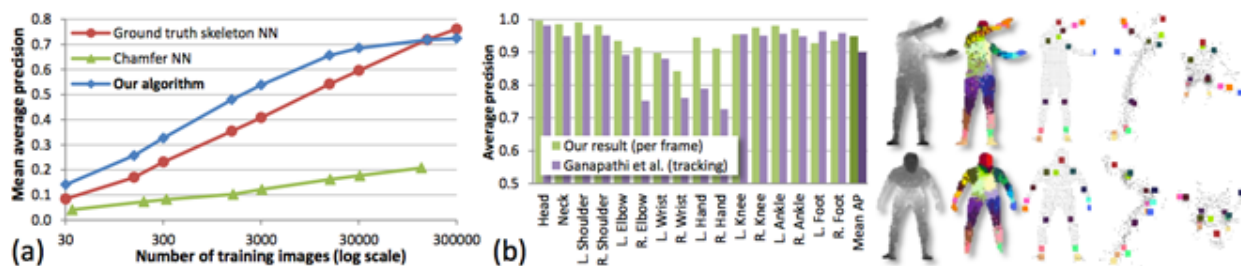 (a)
Mean average precision
0.8
0.7
0.6
0.5
0.4
0.3
0.2
0.1
0.0
Ground truth skeleton NN
Chamfer NN
Our algorithm
30 300 3000 30000 300000
Number of training images (log scale)
(b)
Average precision
1.0
0.9
0.8
0.7
0.6
0.5
Our result (per frame)
Ganapathi et al. (tracking)
Head
Neck
L. Shoulder
R. Shoulder
L. Elbow
R. Elbow
L. Wrist
R. Wrist
L. Hand
R. Hand
L. Knee
R. Knee
L. Ankle
R. Ankle
L. Foot
R. Foot
Mean AP